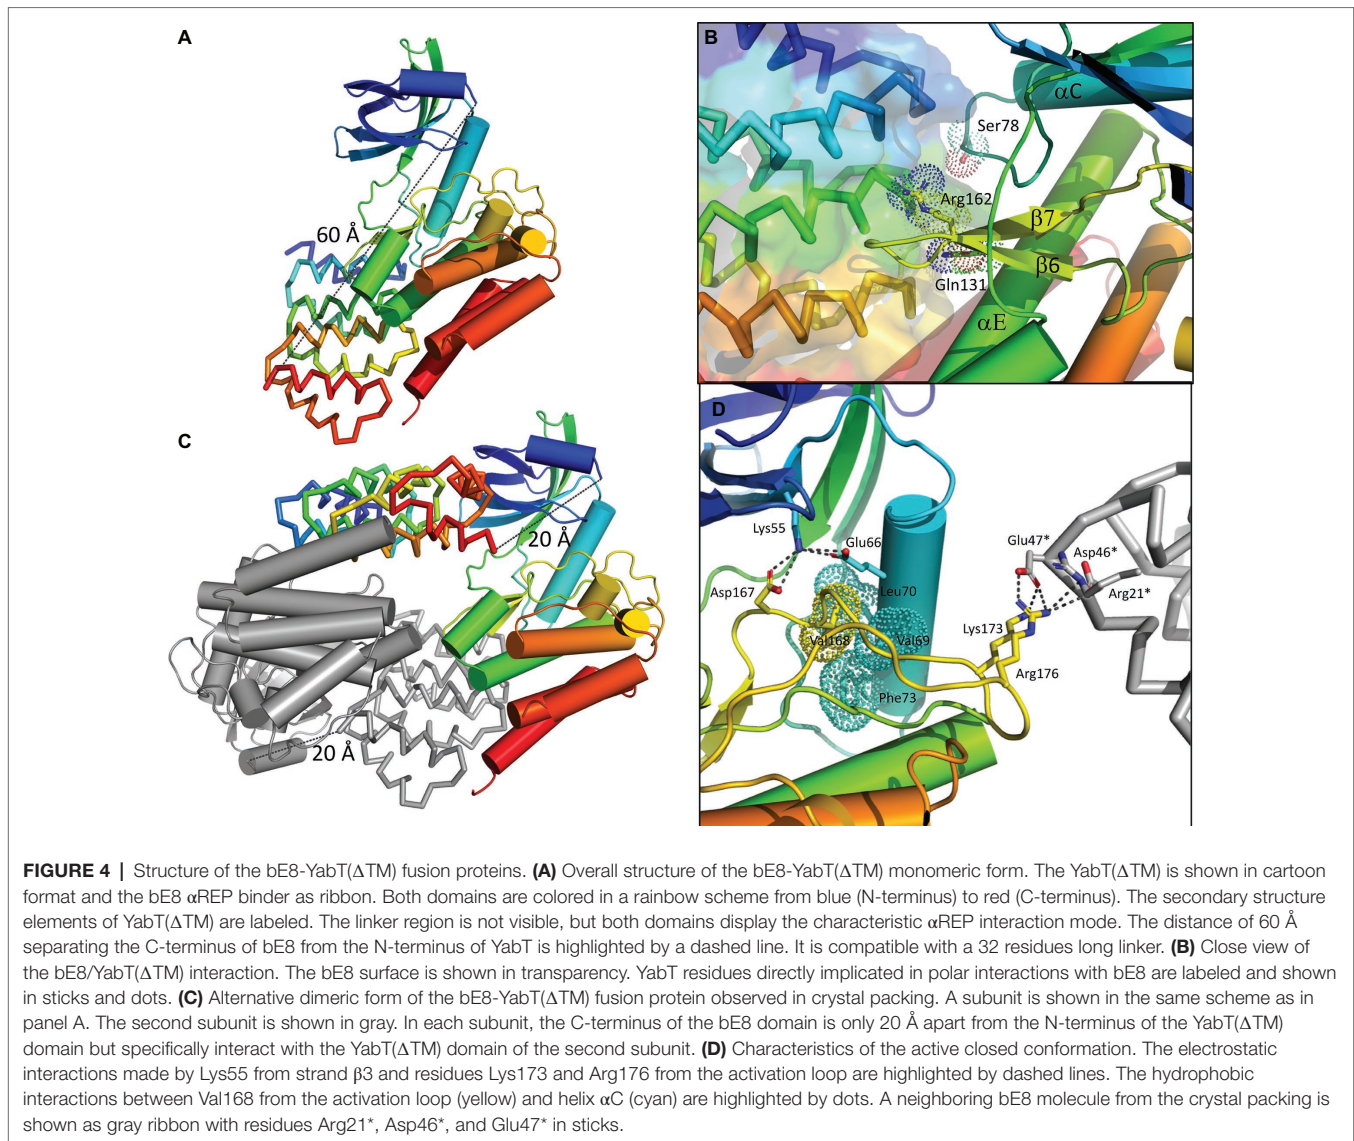 A
60 Å
B
αC
Ser78
Arg162
β7
β6
Gln131
αE
C
20 Å
20 Å
D
Lys55
Glu66
Asp167
Leu70
Val168
Val69
Phe73
Glu47*
Asp46*
Arg21*
Lys173
Arg176
FIGURE 4 | Structure of the bE8-YabT(ΔTM) fusion proteins. (A) Overall structure of the bE8-YabT(ΔTM) monomeric form. The YabT(ΔTM) is shown in cartoon
format and the bE8 αREP binder as ribbon. Both domains are colored in a rainbow scheme from blue (N-terminus) to red (C-terminus). The secondary structure
elements of YabT(ΔTM) are labeled. The linker region is not visible, but both domains display the characteristic αREP interaction mode. The distance of 60 Å
separating the C-terminus of bE8 from the N-terminus of YabT is highlighted by a dashed line. It is compatible with a 32 residues long linker. (B) Close view of
the bE8/YabT(ΔTM) interaction. The bE8 surface is shown in transparency. YabT residues directly implicated in polar interactions with bE8 are labeled and shown
in sticks and dots. (C) Alternative dimeric form of the bE8-YabT(ΔTM) fusion protein observed in crystal packing. A subunit is shown in the same scheme as in
panel A. The second subunit is shown in gray. In each subunit, the C-terminus of the bE8 domain is only 20 Å apart from the N-terminus of the YabT(ΔTM)
domain but specifically interact with the YabT(ΔTM) domain of the second subunit. (D) Characteristics of the active closed conformation. The electrostatic
interactions made by Lys55 from strand β3 and residues Lys173 and Arg176 from the activation loop are highlighted by dashed lines. The hydrophobic
interactions between Val168 from the activation loop (yellow) and helix αC (cyan) are highlighted by dots. A neighboring bE8 molecule from the crystal packing is
shown as gray ribbon with residues Arg21*, Asp46*, and Glu47* in sticks.